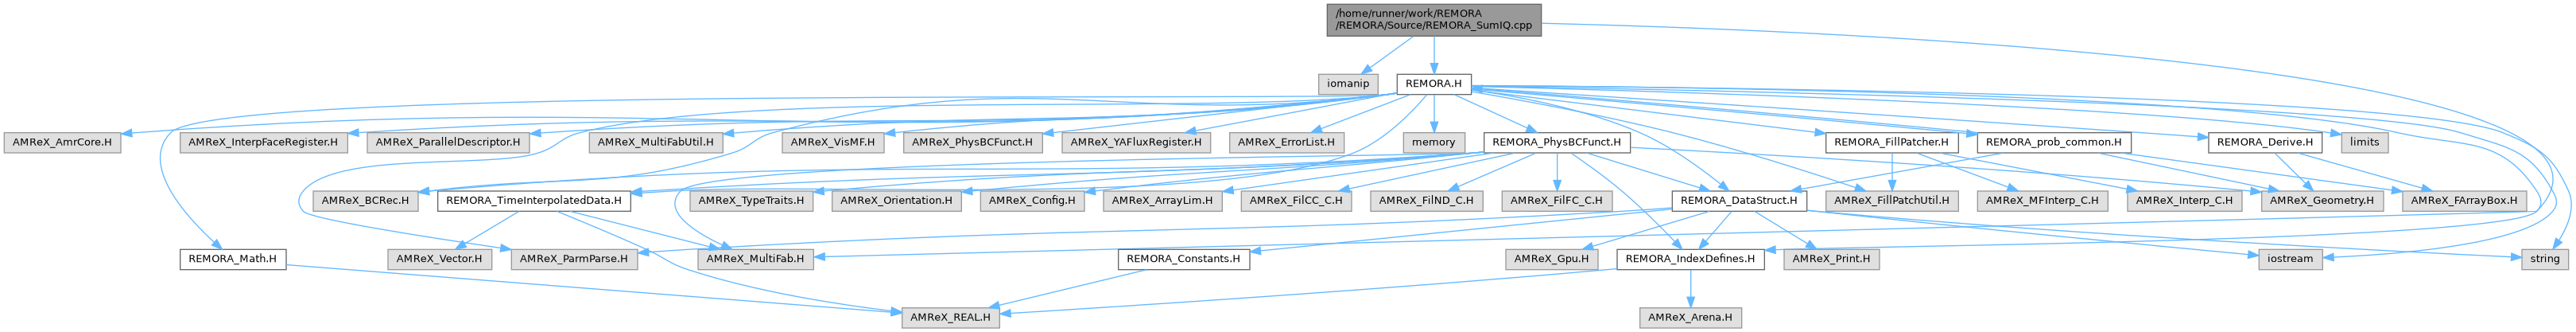 /home/runner/work/REMORA
/REMORA/Source/REMORA_SumIQ.cpp
iomanip
REMORA.H
AMReX_AmrCore.H
AMReX_InterpFaceRegister.H
AMReX_ParallelDescriptor.H
AMReX_MultiFabUtil.H
AMReX_VisMF.H
AMReX_PhysBCFunct.H
AMReX_YAFluxRegister.H
AMReX_ErrorList.H
memory
REMORA_PhysBCFunct.H
REMORA_FillPatcher.H
REMORA_prob_common.H
REMORA_Derive.H
limits
AMReX_BCRec.H
REMORA_TimeInterpolatedData.H
AMReX_TypeTraits.H
AMReX_Orientation.H
AMReX_Config.H
AMReX_ArrayLim.H
AMReX_FilCC_C.H
AMReX_FilND_C.H
AMReX_FilFC_C.H
REMORA_DataStruct.H
AMReX_FillPatchUtil.H
AMReX_MFInterp_C.H
AMReX_Interp_C.H
AMReX_Geometry.H
AMReX_FArrayBox.H
REMORA_Math.H
AMReX_Vector.H
AMReX_ParmParse.H
AMReX_MultiFab.H
REMORA_Constants.H
AMReX_Gpu.H
REMORA_IndexDefines.H
AMReX_Print.H
iostream
string
AMReX_REAL.H
AMReX_Arena.H